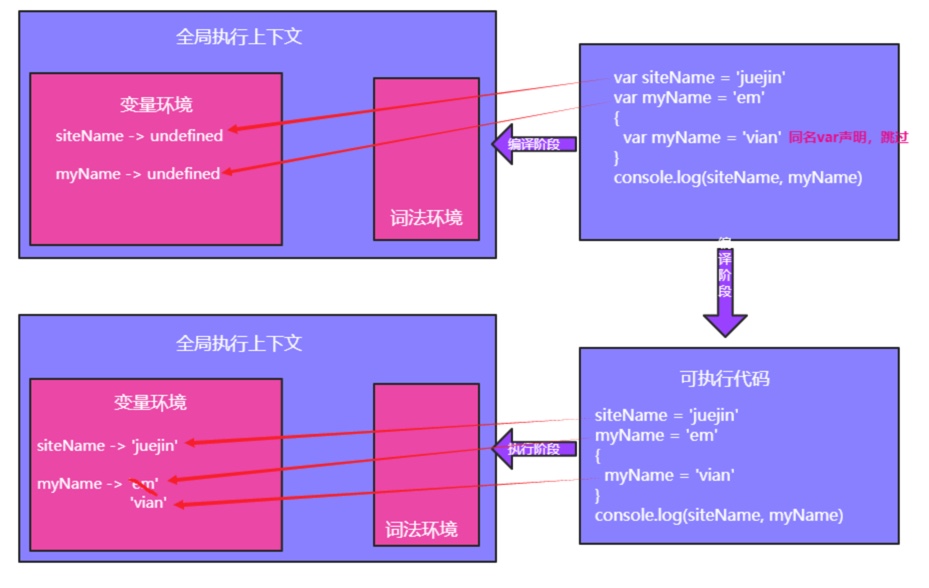 全局执行上下文
变量环境
siteName -> undefined
myName -> undefined
词法环境
编译阶段
var siteName = 'juejin'
var myName = 'em'
{
var myName = 'vian' 同名var声明，跳过
}
console.log(siteName, myName)
编译阶段
全局执行上下文
变量环境
siteName -> 'juejin'
myName -> 'em'
'vian'
词法环境
执行阶段
可执行代码
siteName = 'juejin'
myName = 'em'
{
myName = 'vian'
}
console.log(siteName, myName)